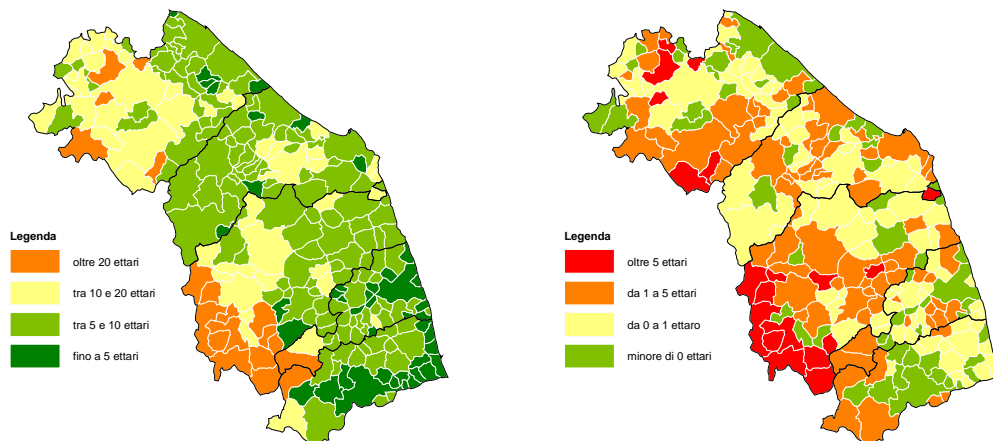 Legenda
oltre 20 ettari
tra 10 e 20 ettari
tra 5 e 10 ettari
fino a 5 ettari
Legenda
oltre 5 ettari
da 1 a 5 ettari
da 0 a 1 ettaro
minore di 0 ettari